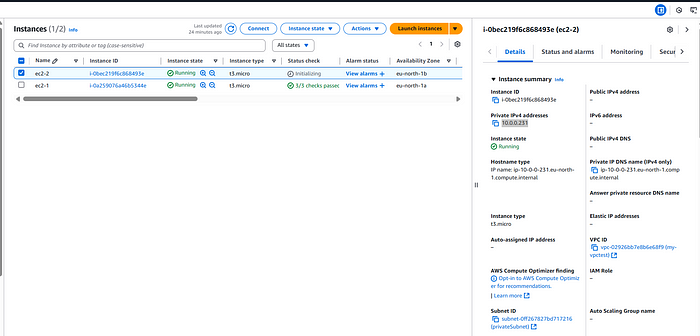 Instances (1/2) Info
Last updated
24 minutes ago
Connect
Instance state
Actions
Launch instances
Find Instance by attribute or tag (case-sensitive)
All states
1
Name
Instance ID
Instance state
Instance type
Status check
Alarm status
Availability Zone
ec2-2
i-0bec219f6c868493e
Running
t3.micro
Initializing
View alarms +
eu-north-1b
ec2-1
i-0a259076a46b5344e
Running
t3.micro
3/3 checks passec
View alarms +
eu-north-1a
i-0bec219f6c868493e (ec2-2)
Details
Status and alarms
Monitoring
Secu
Instance summary Info
Instance ID
i-0bec219f6c868493e
Public IPv4 address
–
Private IPv4 addresses
10.0.0.231
IPv6 address
–
Instance state
Running
Public IPv4 DNS
–
Hostname type
IP name: ip-10-0-0-231.eu-north-
1.compute.internal
Private IP DNS name (IPv4 only)
ip-10-0-0-231.eu-north-1.comp
ute.internal
Answer private resource DNS name
–
Instance type
t3.micro
Elastic IP addresses
–
Auto-assigned IP address
–
VPC ID
vpc-02926bb7e8b6e68f9 (my-
vpctest)
AWS Compute Optimizer finding
Opt-in to AWS Compute Optimiz
er for recommendations.
| Learn more
IAM Role
–
Subnet ID
subnet-0ff267827bd717216
(privateSubnet)
Auto Scaling Group name
–